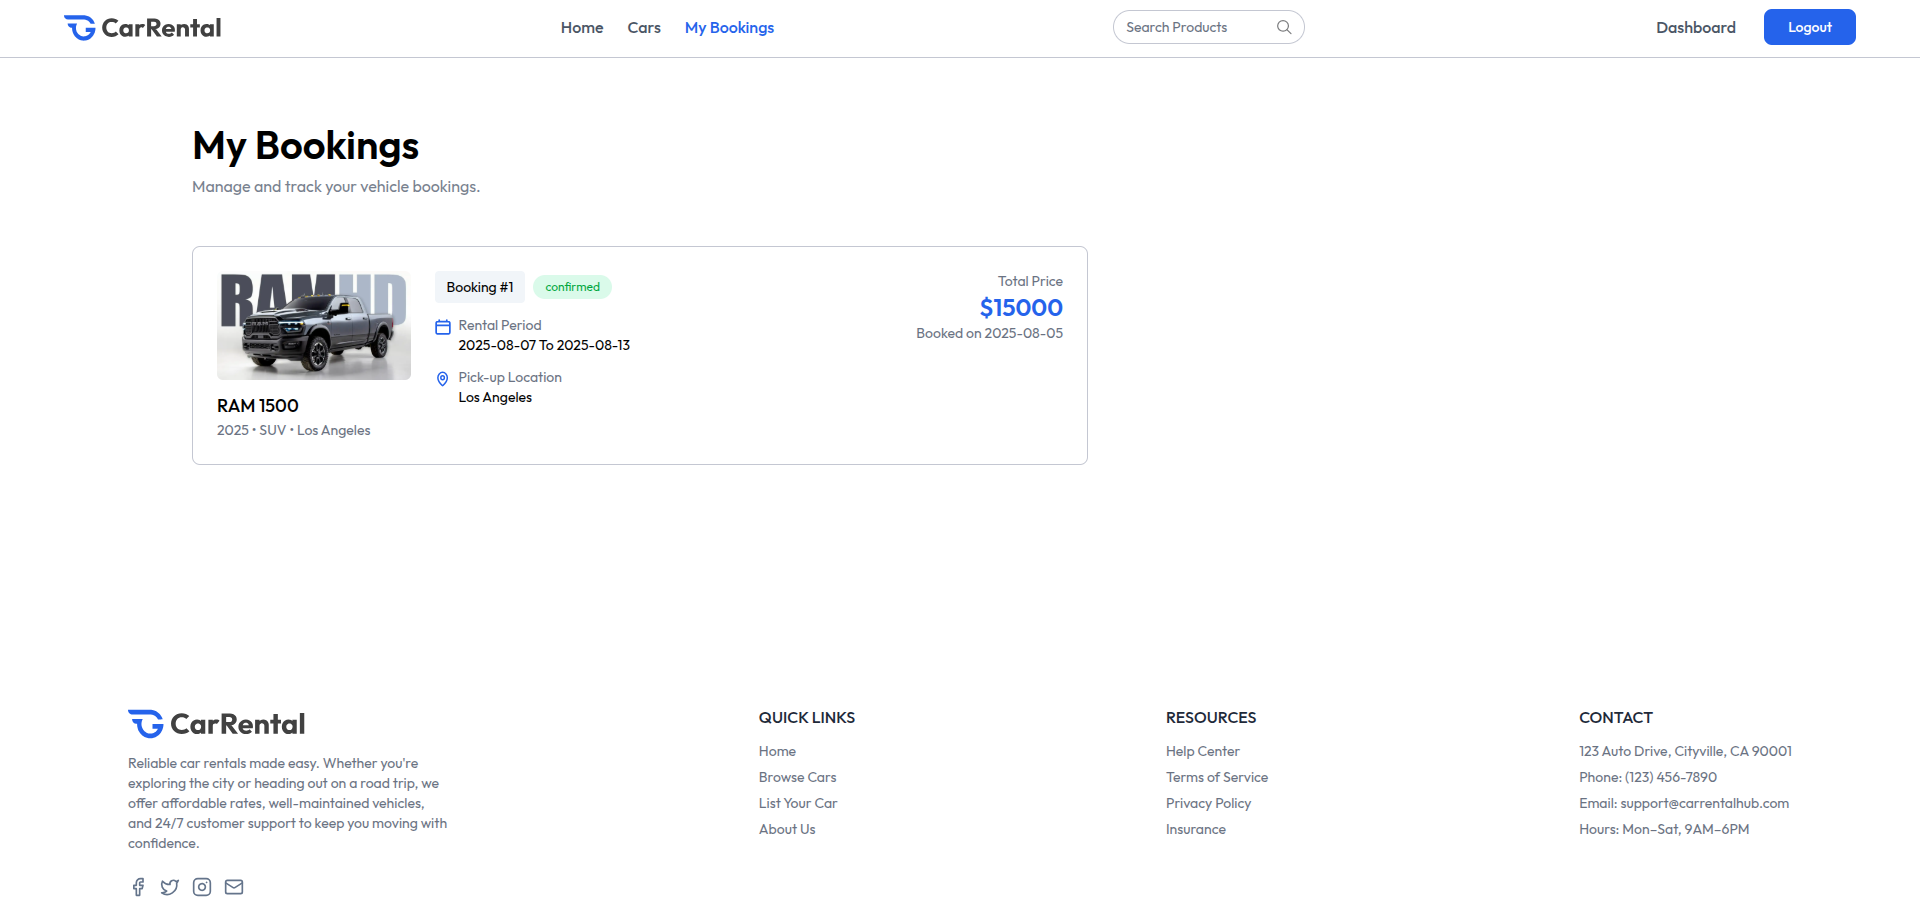 CarRental
Home
Cars
My Bookings
Search Products
Dashboard
Logout
My Bookings
Manage and track your vehicle bookings.
RAMHD
RAM 1500
2025 • SUV • Los Angeles
Booking #1
confirmed
Rental Period
2025-08-07 To 2025-08-13
Pick-up Location
Los Angeles
Total Price
$15000
Booked on 2025-08-05
CarRental
Reliable car rentals made easy. Whether you're
exploring the city or heading out on a road trip, we
offer affordable rates, well-maintained vehicles,
and 24/7 customer support to keep you moving with
confidence.
QUICK LINKS
Home
Browse Cars
List Your Car
About Us
RESOURCES
Help Center
Terms of Service
Privacy Policy
Insurance
CONTACT
123 Auto Drive, Cityville, CA 90001
Phone: (123) 456-7890
Email: support@carrentalhub.com
Hours: Mon–Sat, 9AM–6PM